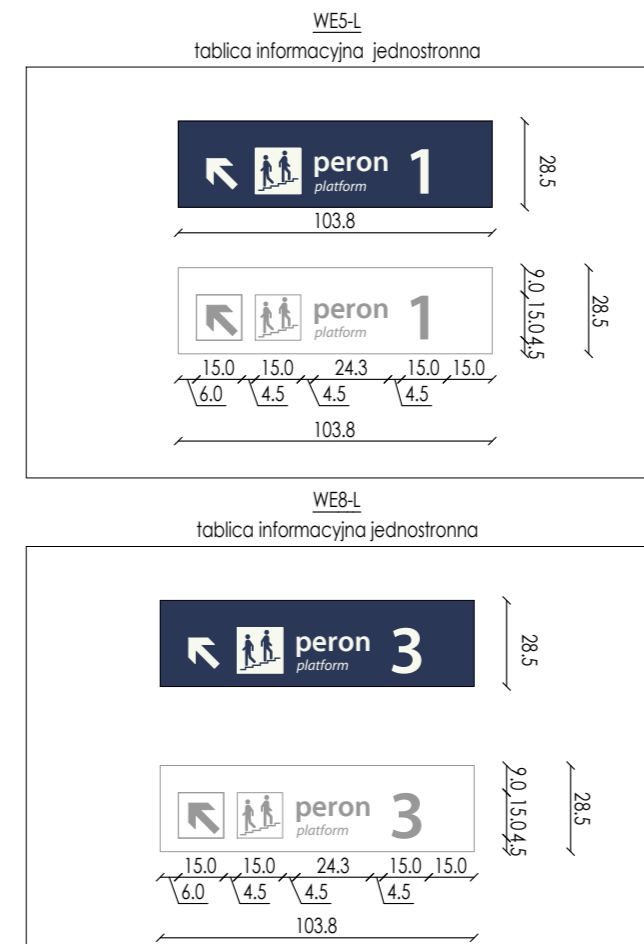 WE5-L
tablica informacyjna jednostronna
peron 1
platform
28.5
103.8
peron 1
platform
9.0
15.0
4.5
28.5
15.0 15.0 24.3 15.0 15.0
6.0 4.5 4.5 4.5
103.8
WE8-L
tablica informacyjna jednostronna
peron 3
platform
28.5
peron 3
platform
9.0
15.0
4.5
28.5
15.0 15.0 24.3 15.0 15.0
6.0 4.5 4.5 4.5
103.8